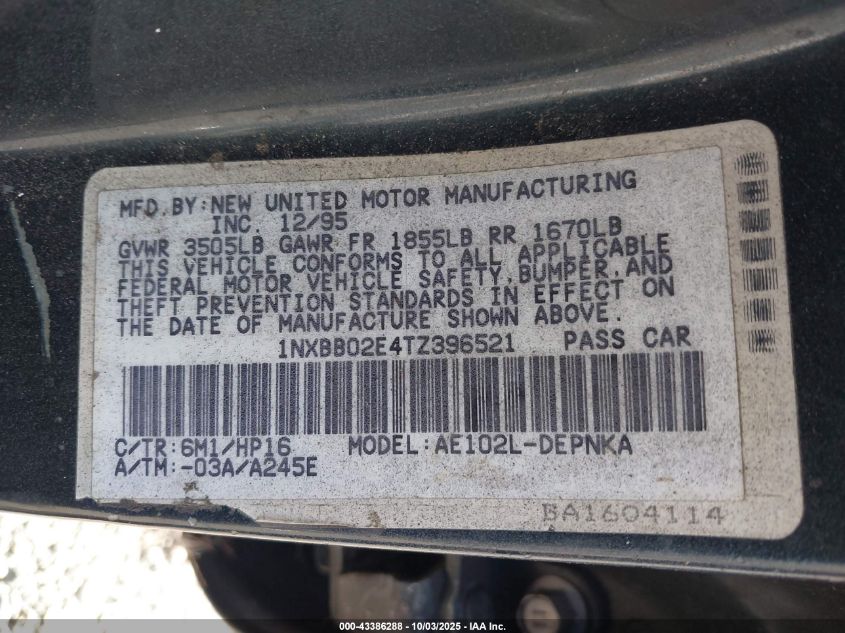 MFD. BY: NEW UNITED MOTOR MANUFACTURING
INC. 12/95
GVWR 3505LB GAWR FR 1855LB RR 1670LB
THIS VEHICLE CONFORMS TO ALL APPLICABLE
FEDERAL MOTOR VEHICLE SAFETY, BUMPER, AND
THEFT PREVENTION STANDARDS IN EFFECT ON
THE DATE OF MANUFACTURE SHOWN ABOVE.
1NXBB02E4TZ396521 PASS CAR
C/TR: 6M1/HP16 MODEL: AE102L-DEPNKA
A/TM: -03A/A245E
BA1604114
000-43386288 - 10/03/2025 - IAA Inc.